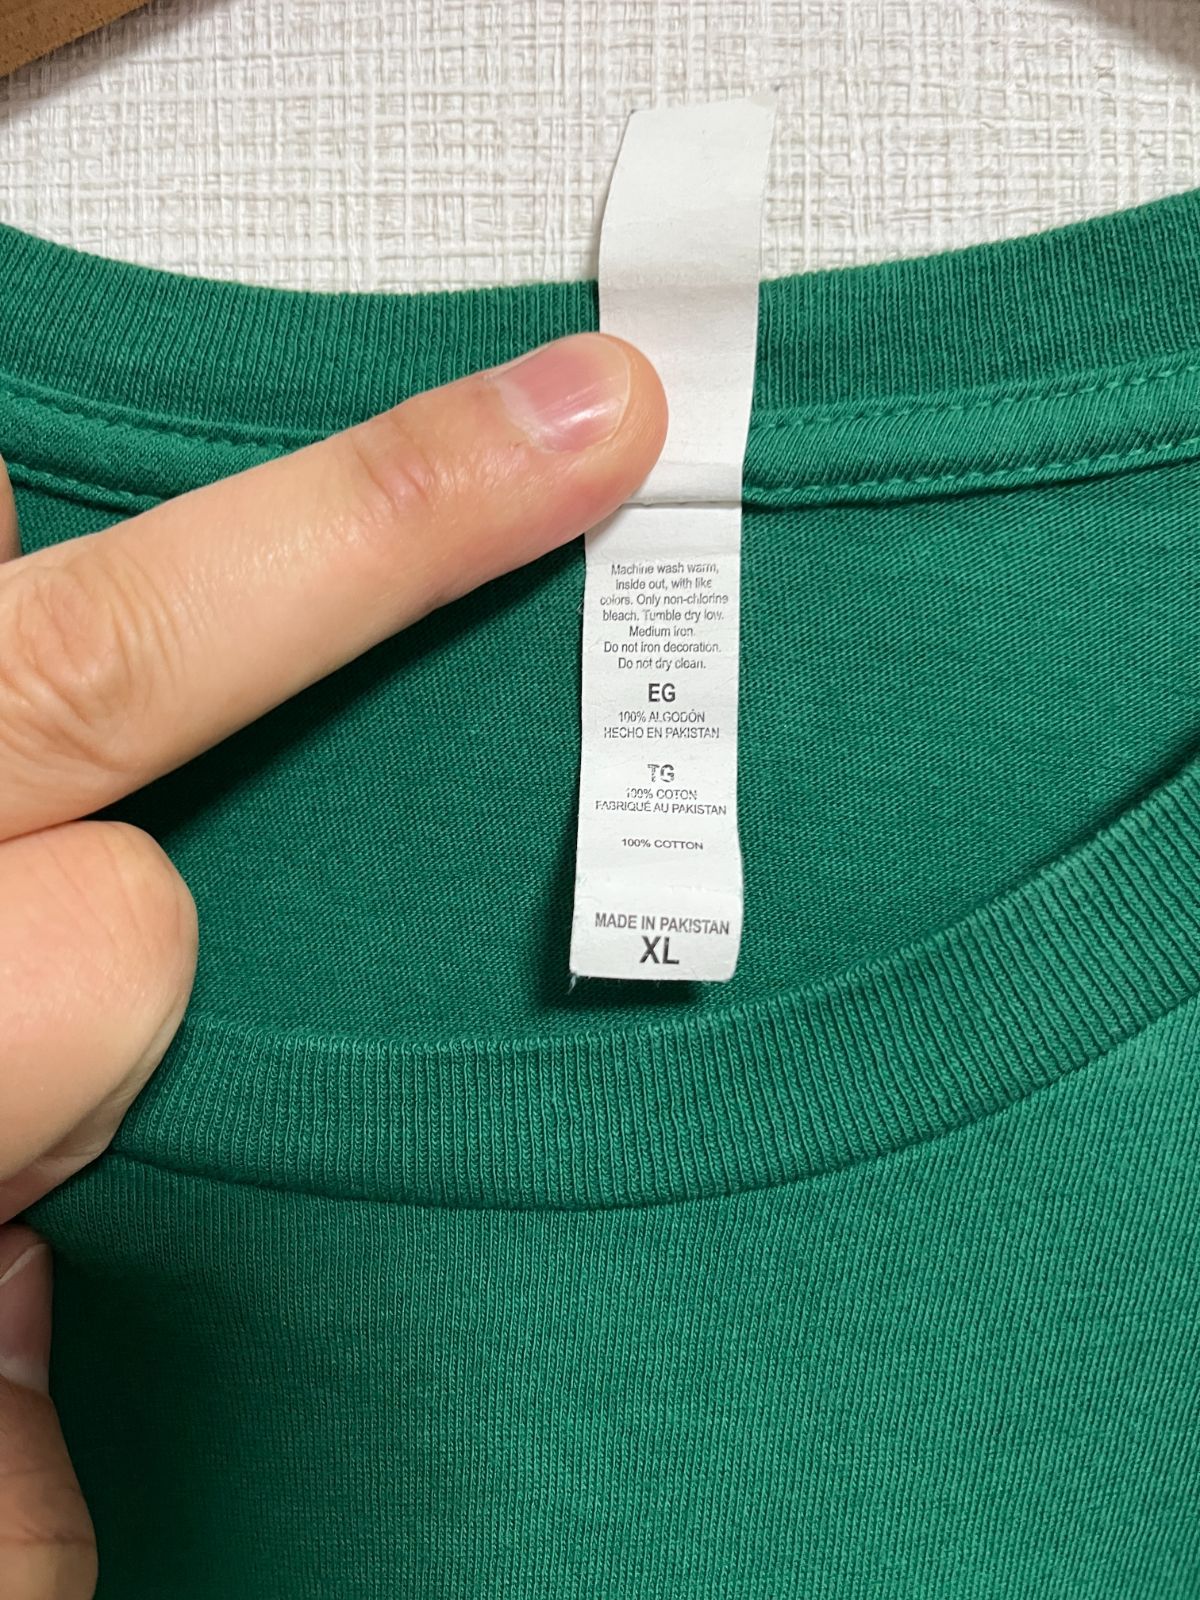 Machine wash warm,
inside out, with like
colors. Only non-chlorine
bleach. Tumble dry low.
Medium iron.
Do not iron decoration.
Do not dry clean.
EG
100% ALGODÓN
HECHO EN PAKISTAN
TG
100% COTON
FABRIQUÉ AU PAKISTAN
100% COTTON
MADE IN PAKISTAN
XL